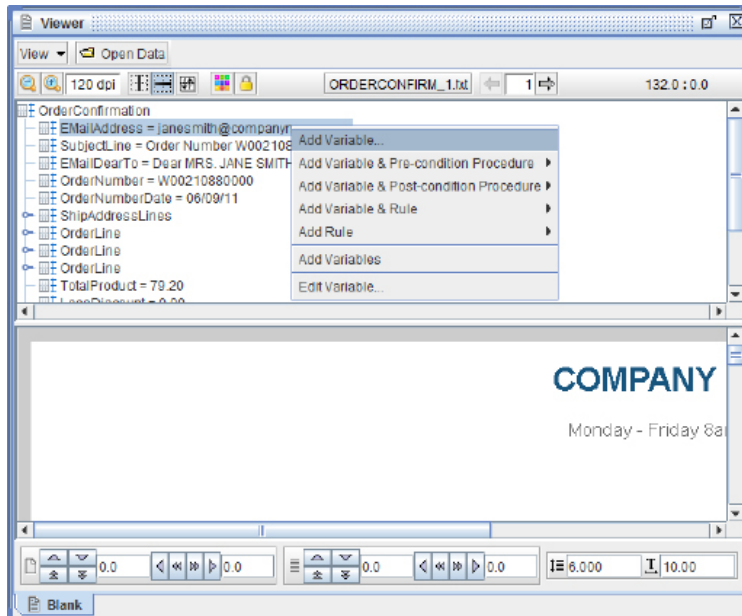 Viewer
View Open Data
120 dpi ORDERCONFIRM_1.txt 1 132.0 : 0.0
OrderConfirmation
EMailAddress = janesmith@company
SubjectLine = Order Number W002108
EMailDearTo = Dear MRS. JANE SMITH
OrderNumber = W00210880000
OrderNumberDate = 06/09/11
ShipAddressLines
OrderLine
OrderLine
OrderLine
TotalProduct = 79.20
Add Variable...
Add Variable & Pre-condition Procedure
Add Variable & Post-condition Procedure
Add Variable & Rule
Add Rule
Add Variables
Edit Variable...
COMPANY
Monday - Friday 8a
0.0 0.0 0.0 0.0 6.000 10.00
Blank